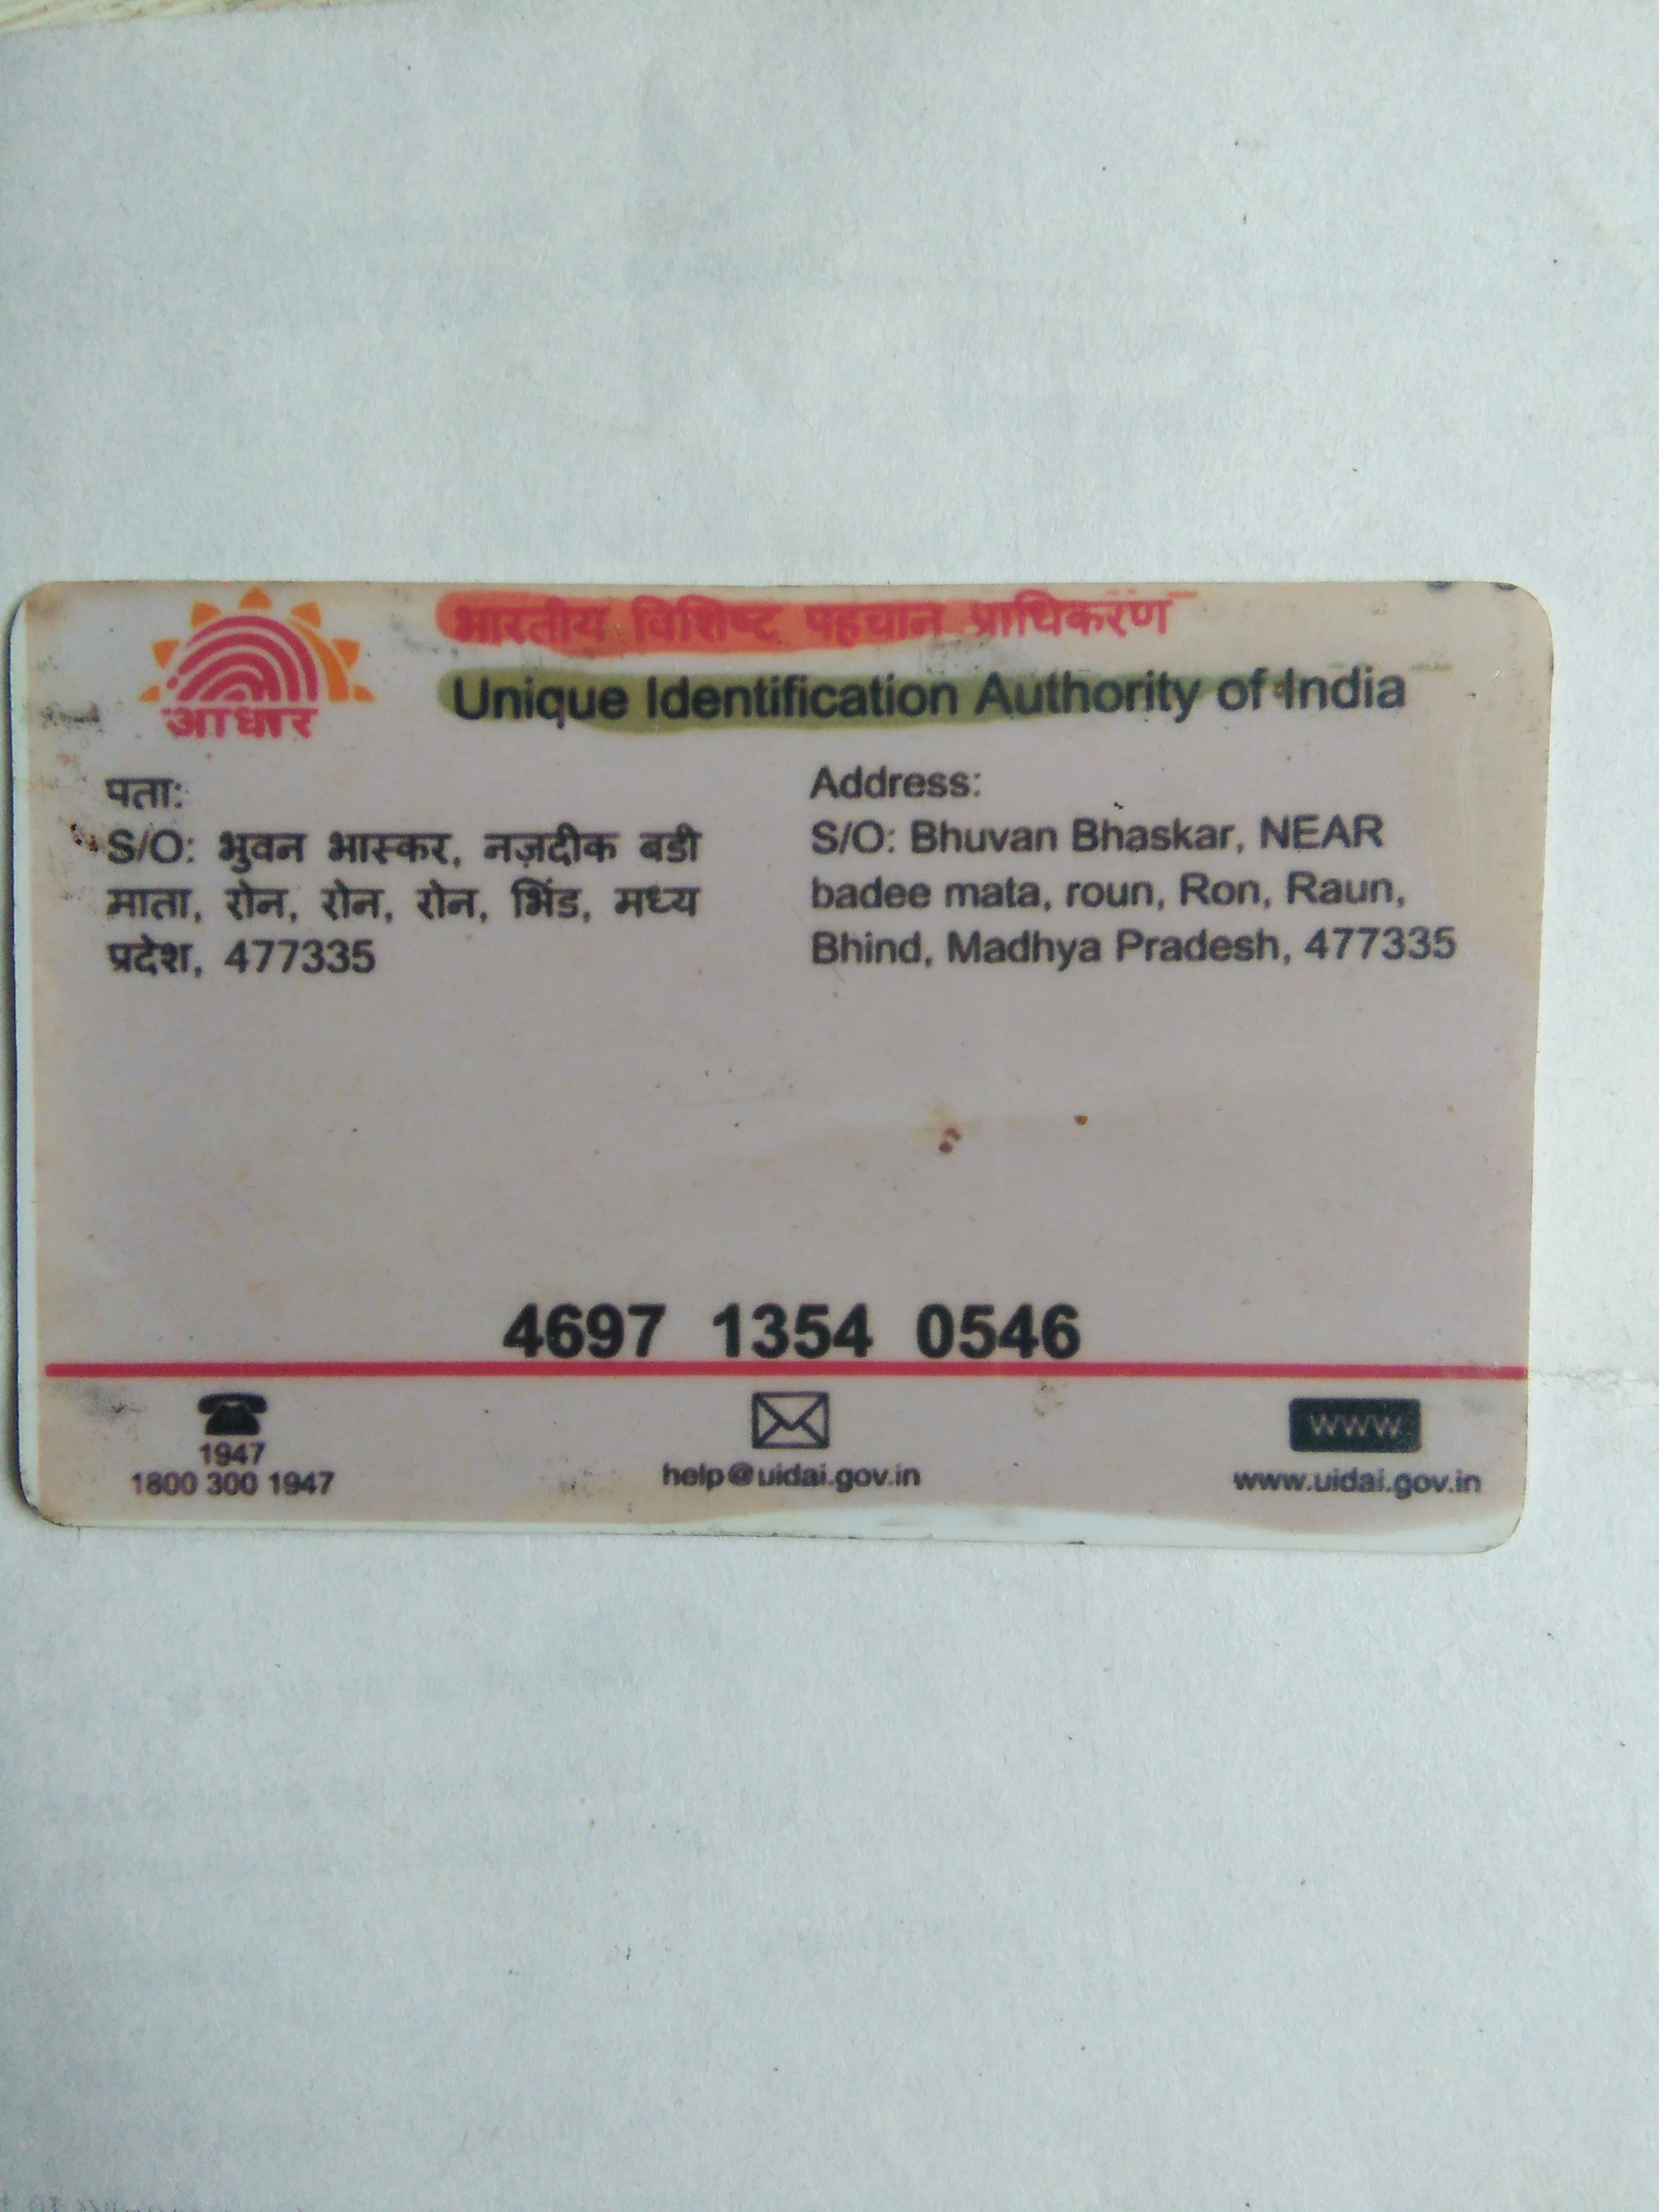 आधार
भारतीय विशिष्ट पहचान प्राधिकरण
Unique Identification Authority of India
पता:
S/O: भुवन भास्कर, नज़दीक बडी
माता, रोन, रोन, रोन, भिंड, मध्य
प्रदेश, 477335
Address:
S/O: Bhuvan Bhaskar, NEAR
badee mata, roun, Ron, Raun,
Bhind, Madhya Pradesh, 477335
4697 1354 0546
1947
1800 300 1947
help@uidai.gov.in
WWW
www.uidai.gov.in